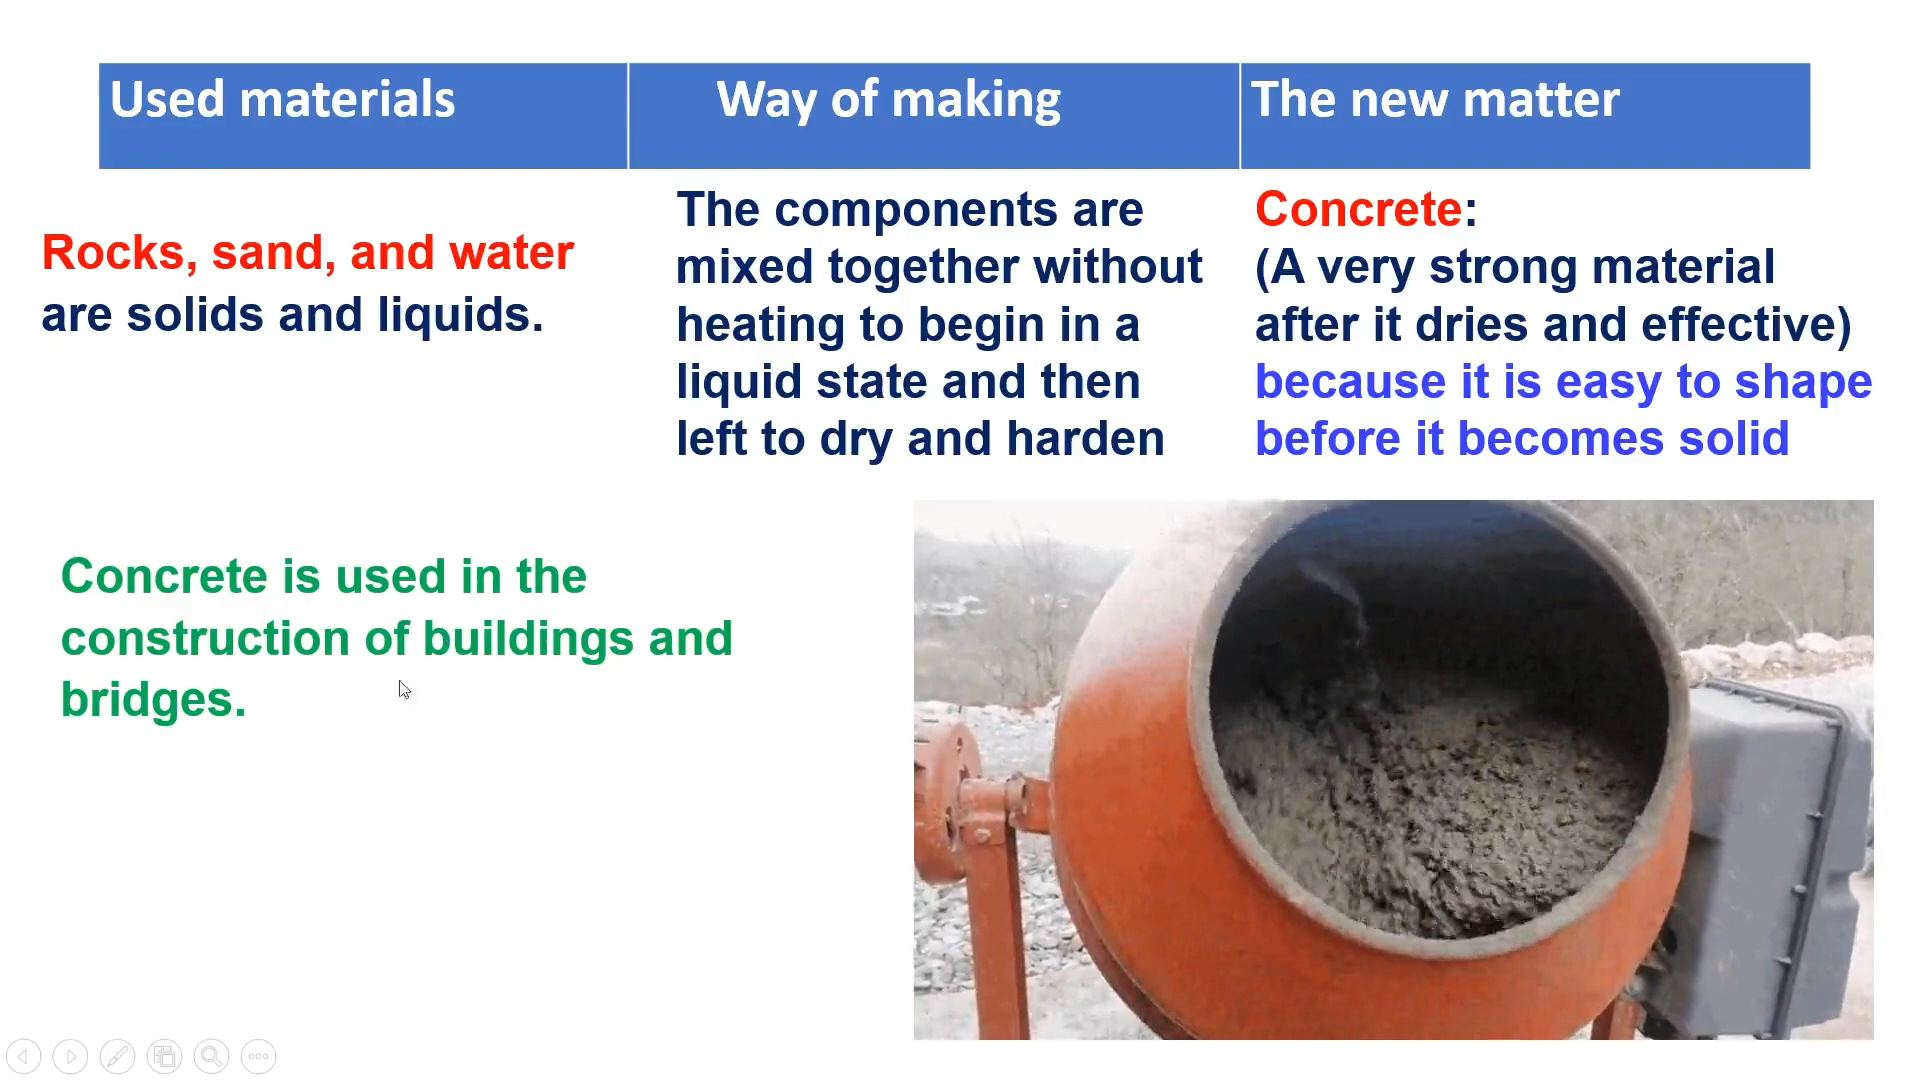 Used materials
Way of making
The new matter
Rocks, sand, and water
are solids and liquids.
The components are
mixed together without
heating to begin in a
liquid state and then
left to dry and harden
Concrete:
(A very strong material
after it dries and effective)
because it is easy to shape
before it becomes solid
Concrete is used in the
construction of buildings and
bridges.